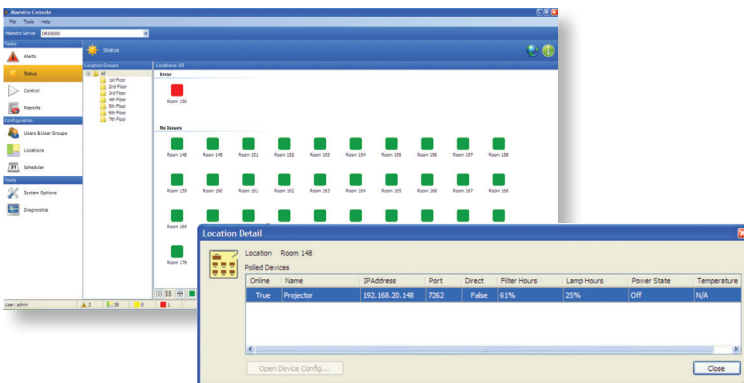 Maestro Console
File Tools Help
Maestro Server DRS5000
Tasks
Alerts
Status
Control
Reports
Configuration
Users & User Groups
Locations
Scheduler
Tools
System Options
Diagnostics
User: admin
Status
Location Groups
All
1st Floor
2nd Floor
3rd Floor
4th Floor
5th Floor
6th Floor
7th Floor
Locations: All
Error
Room 150
No Issues
Room 148 Room 149 Room 151 Room 152 Room 153 Room 154 Room 155 Room 156 Room 157 Room 158
Room 159 Room 160 Room 161 Room 162 Room 163 Room 164 Room 165 Room 166 Room 167 Room 168
Room 169
Room 179
3 38 0 1
Location Detail
Location Room 148
Polled Devices
Online Name IPAddress Port Direct Filter Hours Lamp Hours Power State Temperature
True Projector 192.168.20.148 7262 False 61% 25% Off N/A
Open Device Config... Close